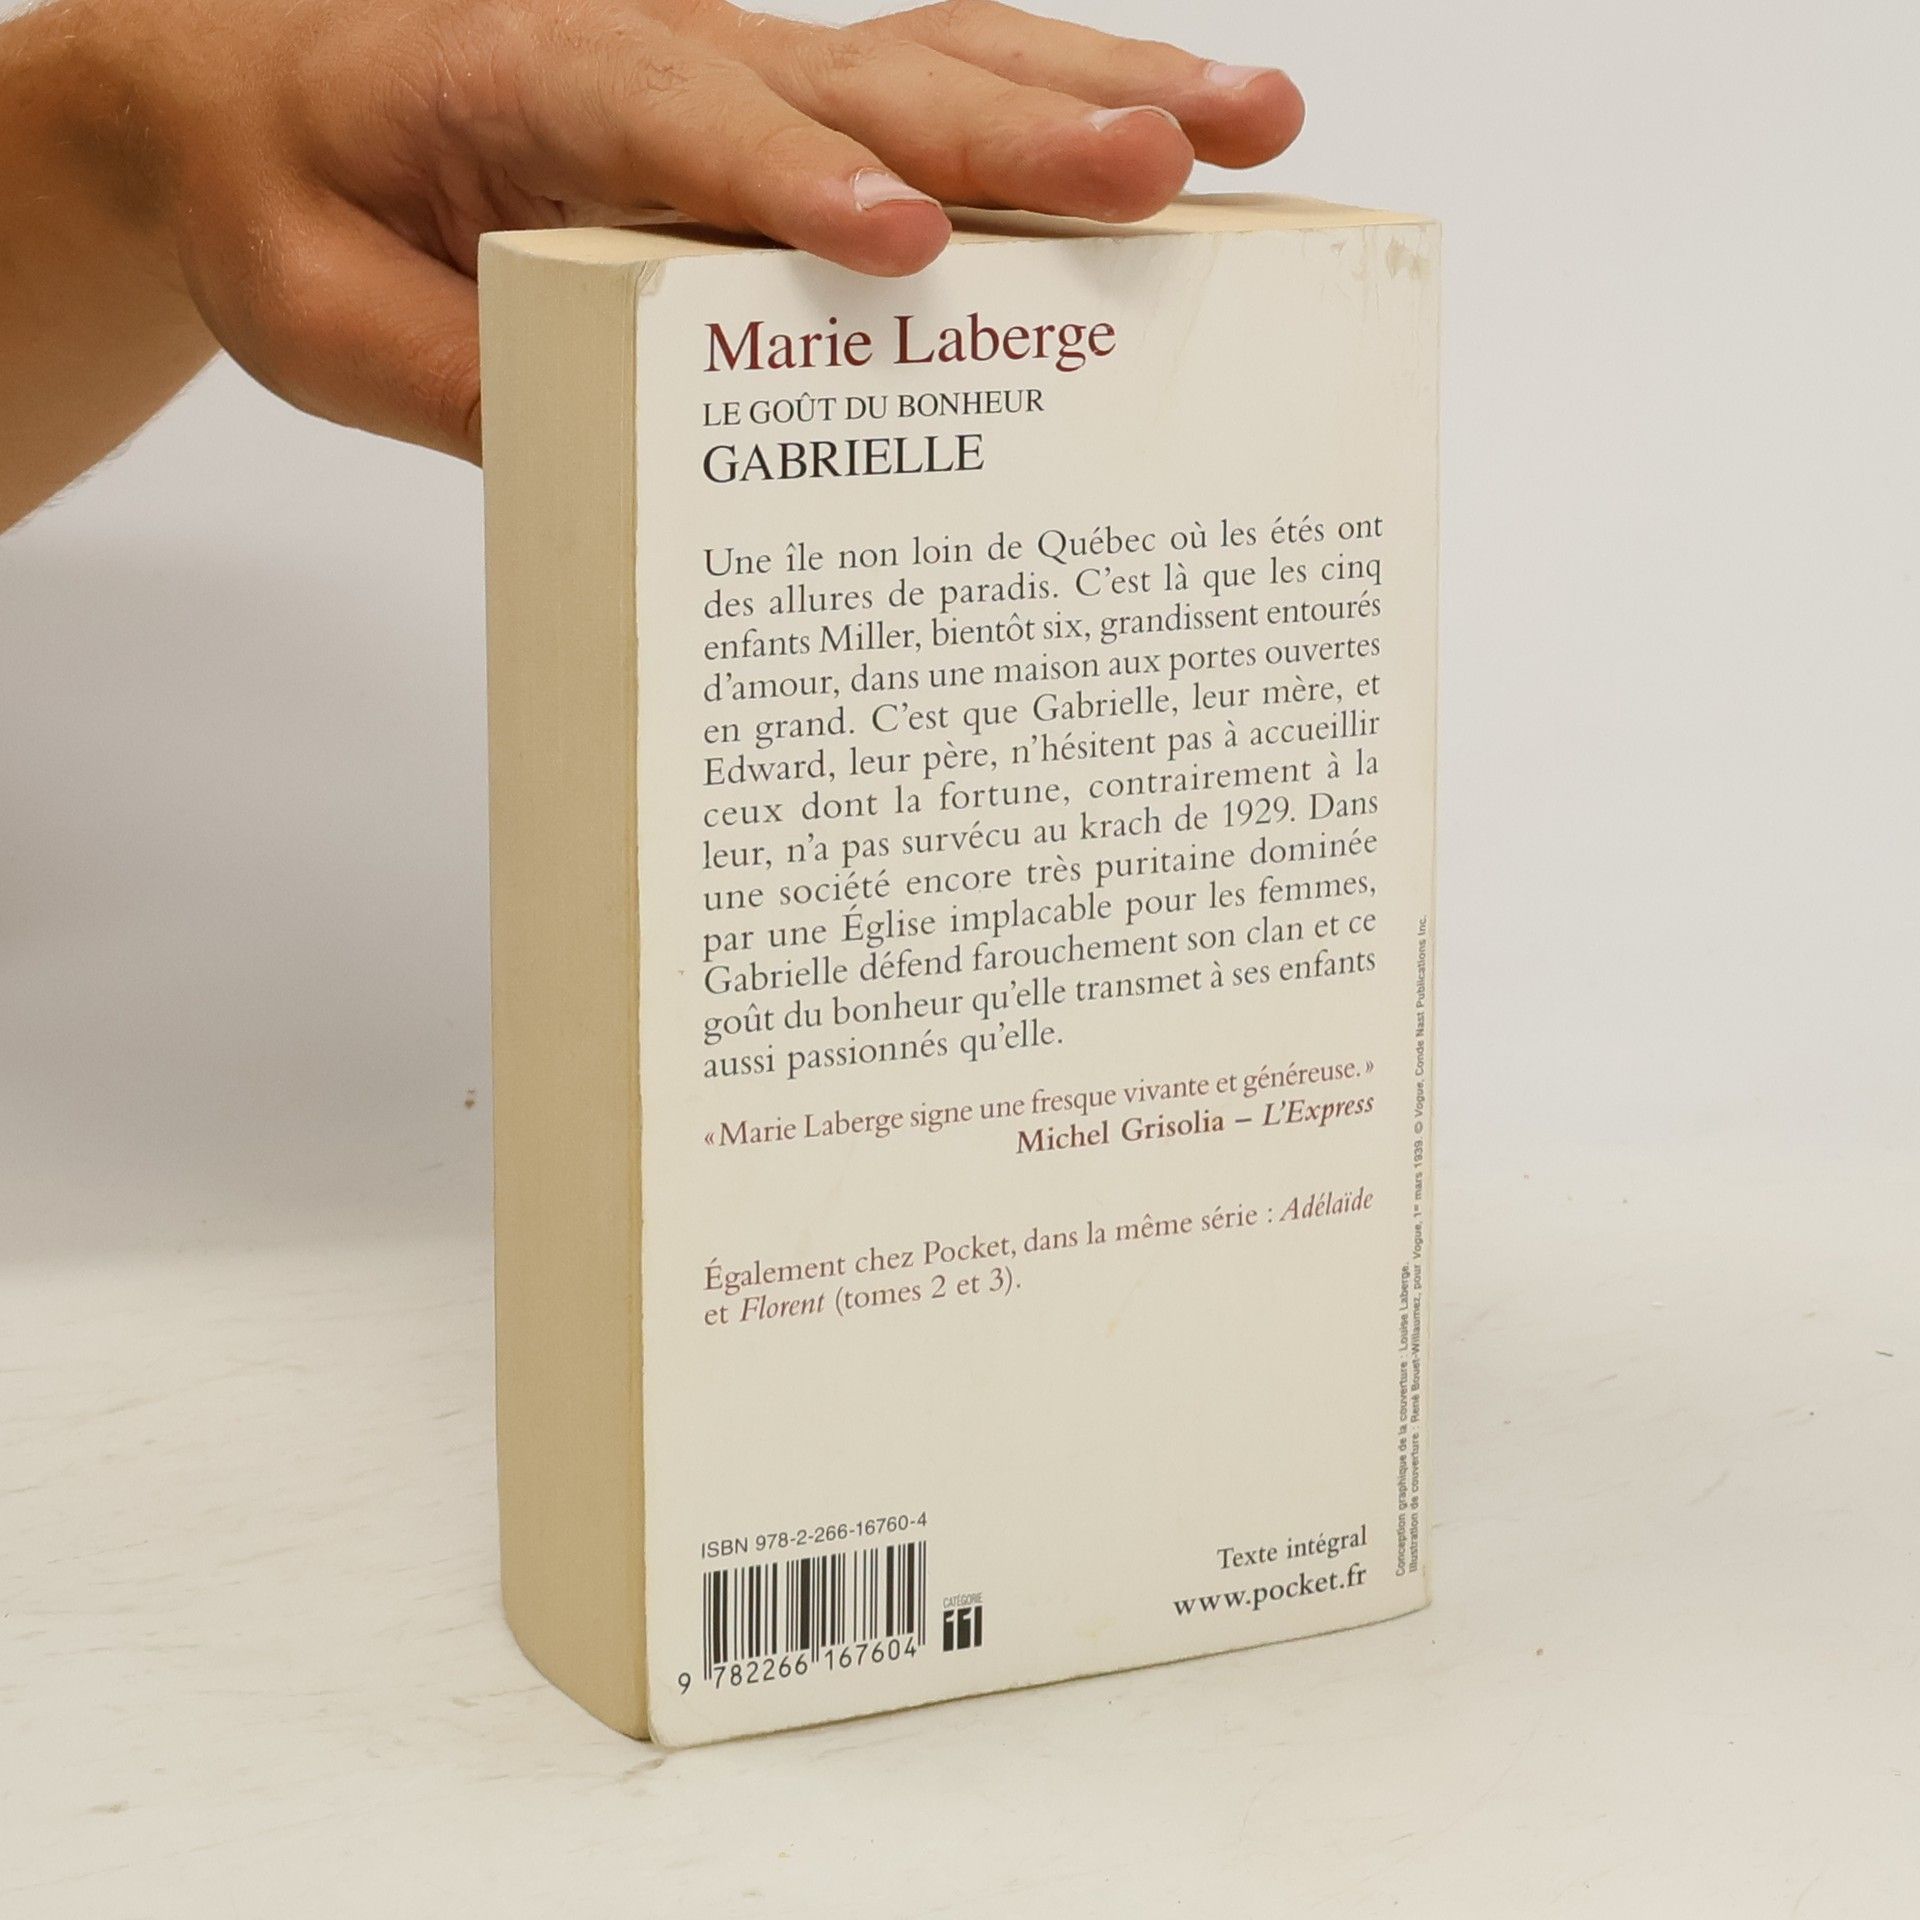 Marie Laberge
LE GOÛT DU BONHEUR
GABRIELLE
Une île non loin de Québec où les étés ont
des allures de paradis. C'est là que les cinq
enfants Miller, bientôt six, grandissent entourés
d'amour, dans une maison aux portes ouvertes
en grand. C'est que Gabrielle, leur mère, et
Edward, leur père, n'hésitent pas à accueillir
ceux dont la fortune, contrairement à la
leur, n'a pas survécu au krach de 1929. Dans
une société encore très puritaine dominée
par une Église implacable pour les femmes,
Gabrielle défend farouchement son clan et ce
goût du bonheur qu'elle transmet à ses enfants
aussi passionnés qu'elle.
«Marie Laberge signe une fresque vivante et généreuse.»
Michel Grisolia – L'Express
Également chez Pocket, dans la même série : Adélaïde
et Florent (tomes 2 et 3).
ISBN 978-2-266-16760-4
9 782266 167604
CATÉGORIE
Texte intégral
www.pocket.fr
Conception graphique de la couverture : Louise Laberge.
Illustration de couverture : René Bouët-Willaumez, pour Vogue, 1er mars 1939. © Vogue, Conde Nast Publications Inc.